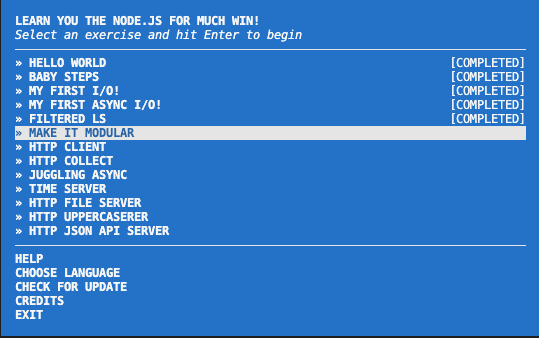 LEARN YOU THE NODE.JS FOR MUCH WIN!
Select an exercise and hit Enter to begin
» HELLO WORLD [COMPLETED]
» BABY STEPS [COMPLETED]
» MY FIRST I/O! [COMPLETED]
» MY FIRST ASYNC I/O! [COMPLETED]
» FILTERED LS [COMPLETED]
» MAKE IT MODULAR
» HTTP CLIENT
» HTTP COLLECT
» JUGGLING ASYNC
» TIME SERVER
» HTTP FILE SERVER
» HTTP UPPERCASERER
» HTTP JSON API SERVER
HELP
CHOOSE LANGUAGE
CHECK FOR UPDATE
CREDITS
EXIT